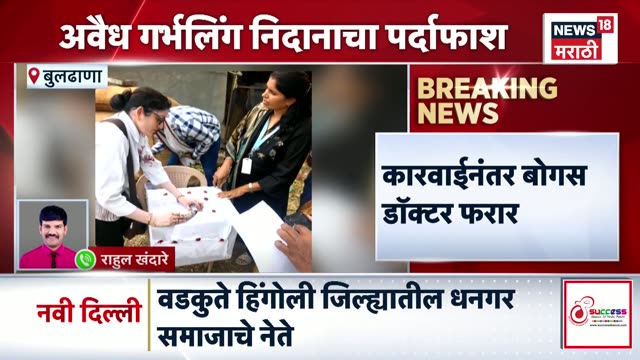 अवैध गर्भलिंग निदानाचा पर्दाफाश
NEWS 18
मराठी
बुलढाणा
BREAKING
NEWS
कारवाईनंतर बोगस
डॉक्टर फरार
राहुल खंदारे
नवी दिल्ली
वडकुते हिंगोली जिल्ह्यातील धनगर
समाजाचे नेते
success